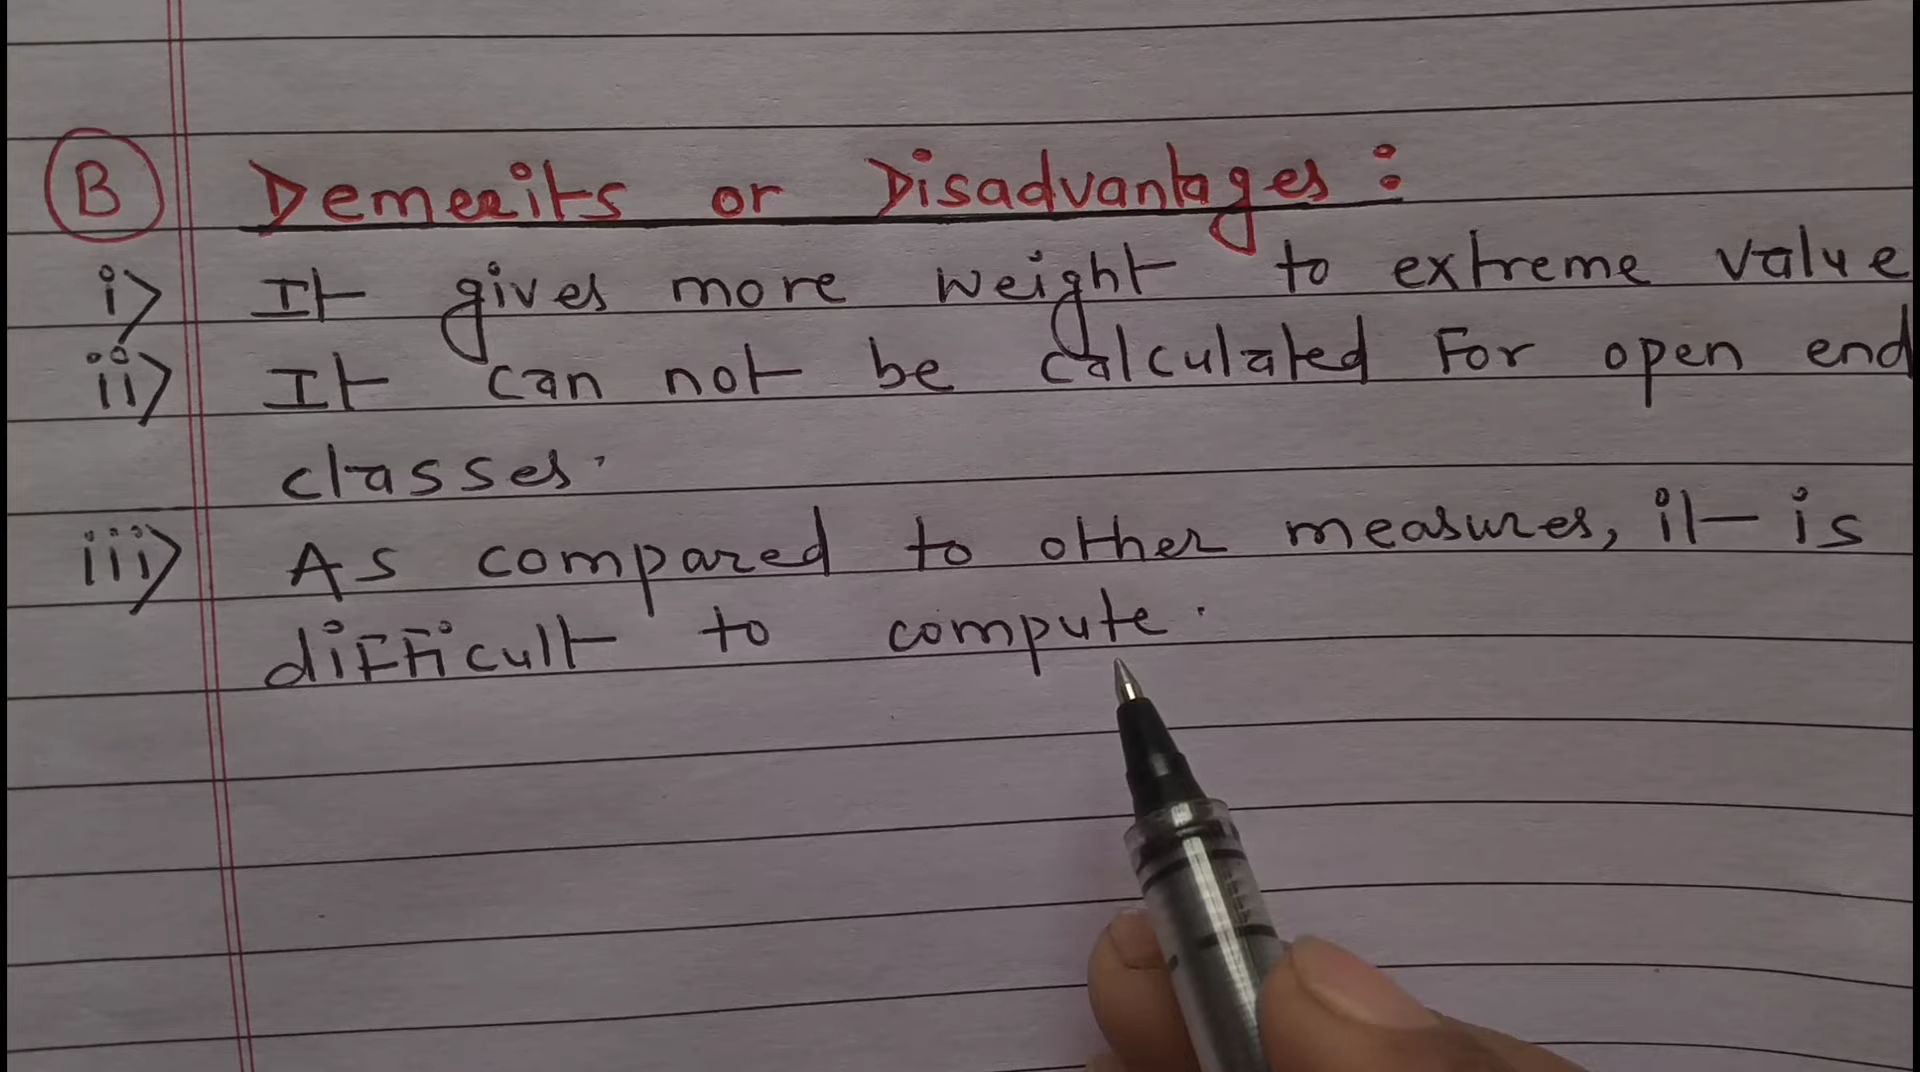 B Demerits or Disadvantages :
i) It gives more weight to extreme value
ii) It can not be calculated For open end
classes.
iii) As compared to other measures, it is
difficult to compute.